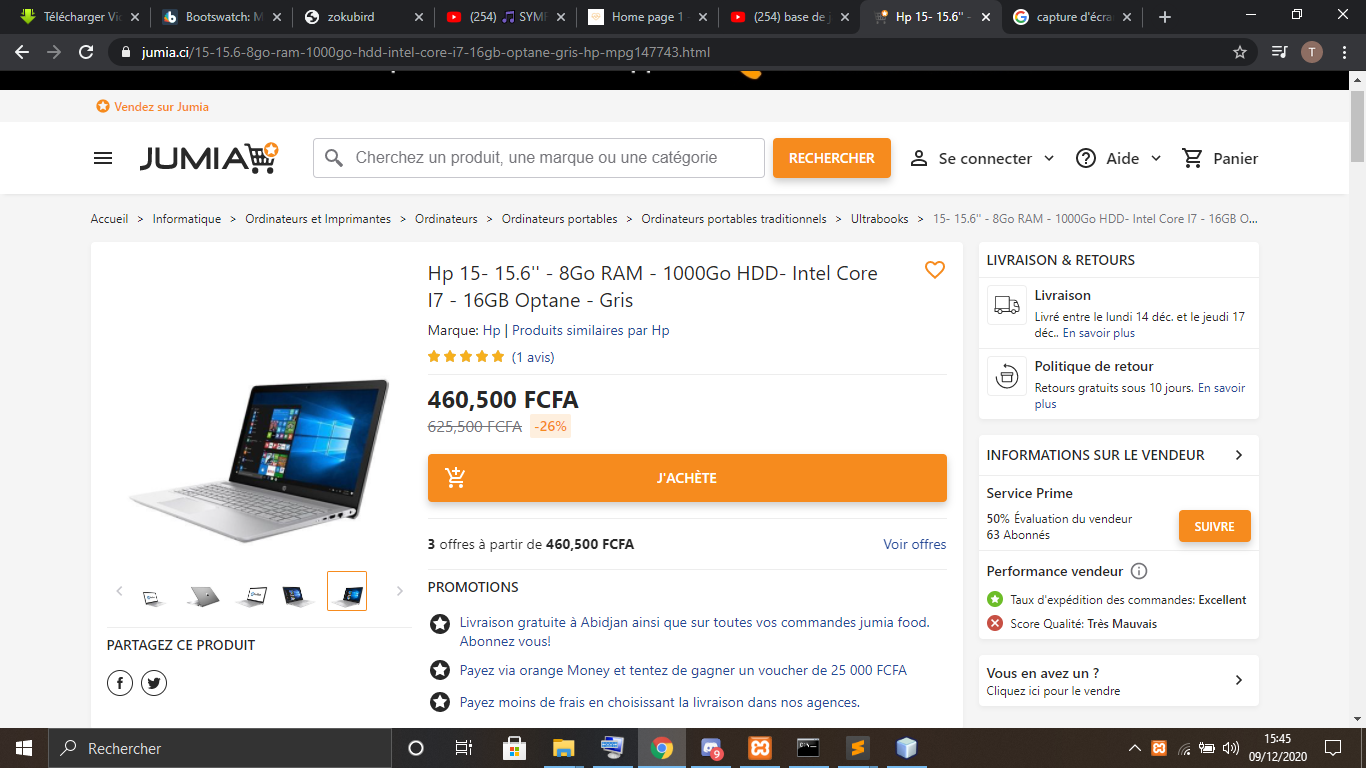 Télécharger Vid
Bootswatch: M
zokubird
(254) 🎵 SYMP
Home page 1 -
(254) base de j
Hp 15- 15.6'' -
capture d'écra
jumia.ci/15-15.6-8go-ram-1000go-hdd-intel-core-i7-16gb-optane-gris-hp-mpg147743.html
T
Vendez sur Jumia
JUMIA
Cherchez un produit, une marque ou une catégorie
RECHERCHER
Se connecter
Aide
Panier
Accueil > Informatique > Ordinateurs et Imprimantes > Ordinateurs > Ordinateurs portables > Ordinateurs portables traditionnels > Ultrabooks > 15- 15.6'' - 8Go RAM - 1000Go HDD- Intel Core I7 - 16GB O...
Hp 15- 15.6'' - 8Go RAM - 1000Go HDD- Intel Core
I7 - 16GB Optane - Gris
Marque: Hp | Produits similaires par Hp
(1 avis)
460,500 FCFA
625,500 FCFA -26%
J'ACHÈTE
3 offres à partir de 460,500 FCFA
Voir offres
PROMOTIONS
Livraison gratuite à Abidjan ainsi que sur toutes vos commandes jumia food.
Abonnez vous!
Payez via orange Money et tentez de gagner un voucher de 25 000 FCFA
Payez moins de frais en choisissant la livraison dans nos agences.
PARTAGEZ CE PRODUIT
LIVRAISON & RETOURS
Livraison
Livré entre le lundi 14 déc. et le jeudi 17
déc.. En savoir plus
Politique de retour
Retours gratuits sous 10 jours. En savoir
plus
INFORMATIONS SUR LE VENDEUR
Service Prime
50% Évaluation du vendeur
63 Abonnés
SUIVRE
Performance vendeur
Taux d'expédition des commandes: Excellent
Score Qualité: Très Mauvais
Vous en avez un ?
Cliquez ici pour le vendre
Rechercher
9
15:45
09/12/2020